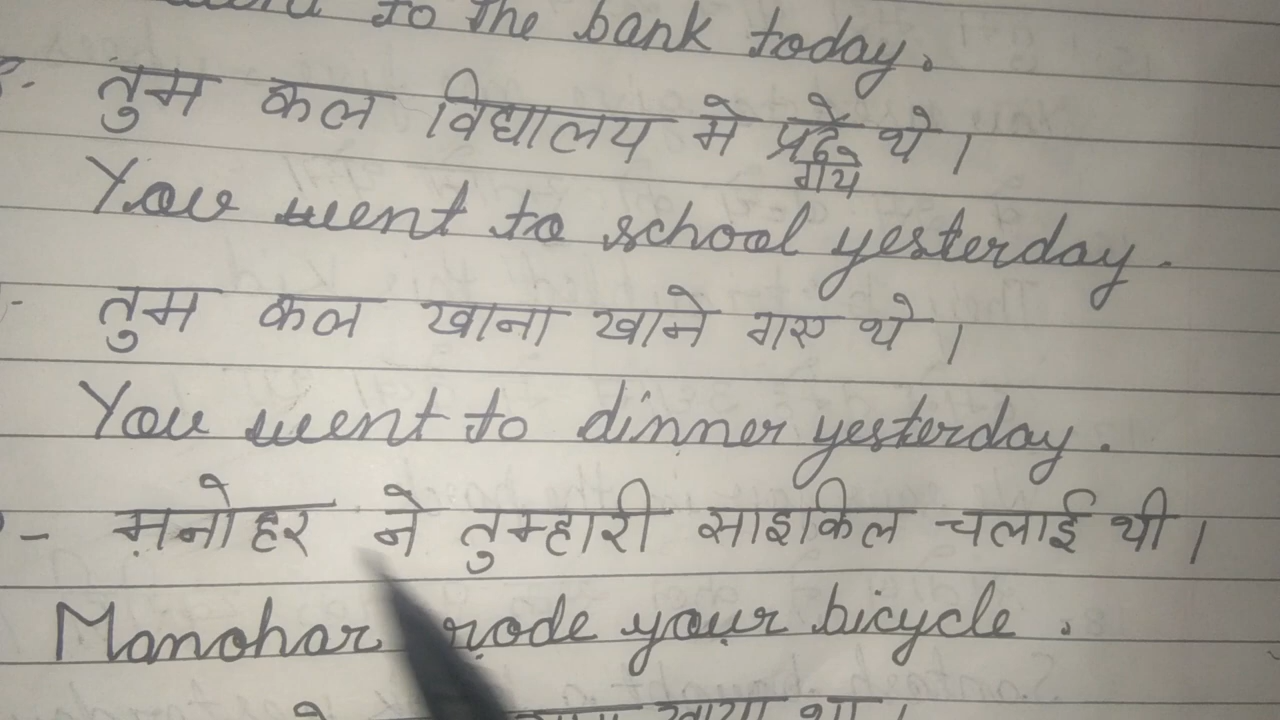 to the bank today.
तुम कल विद्यालय मे थे।
गये
You went to school yesterday.
तुम कल खाना खाने गए थे।
You went to dinner yesterday.
- मनोहर ने तुम्हारी साइकिल चलाई थी।
Manohar rode your bicycle.